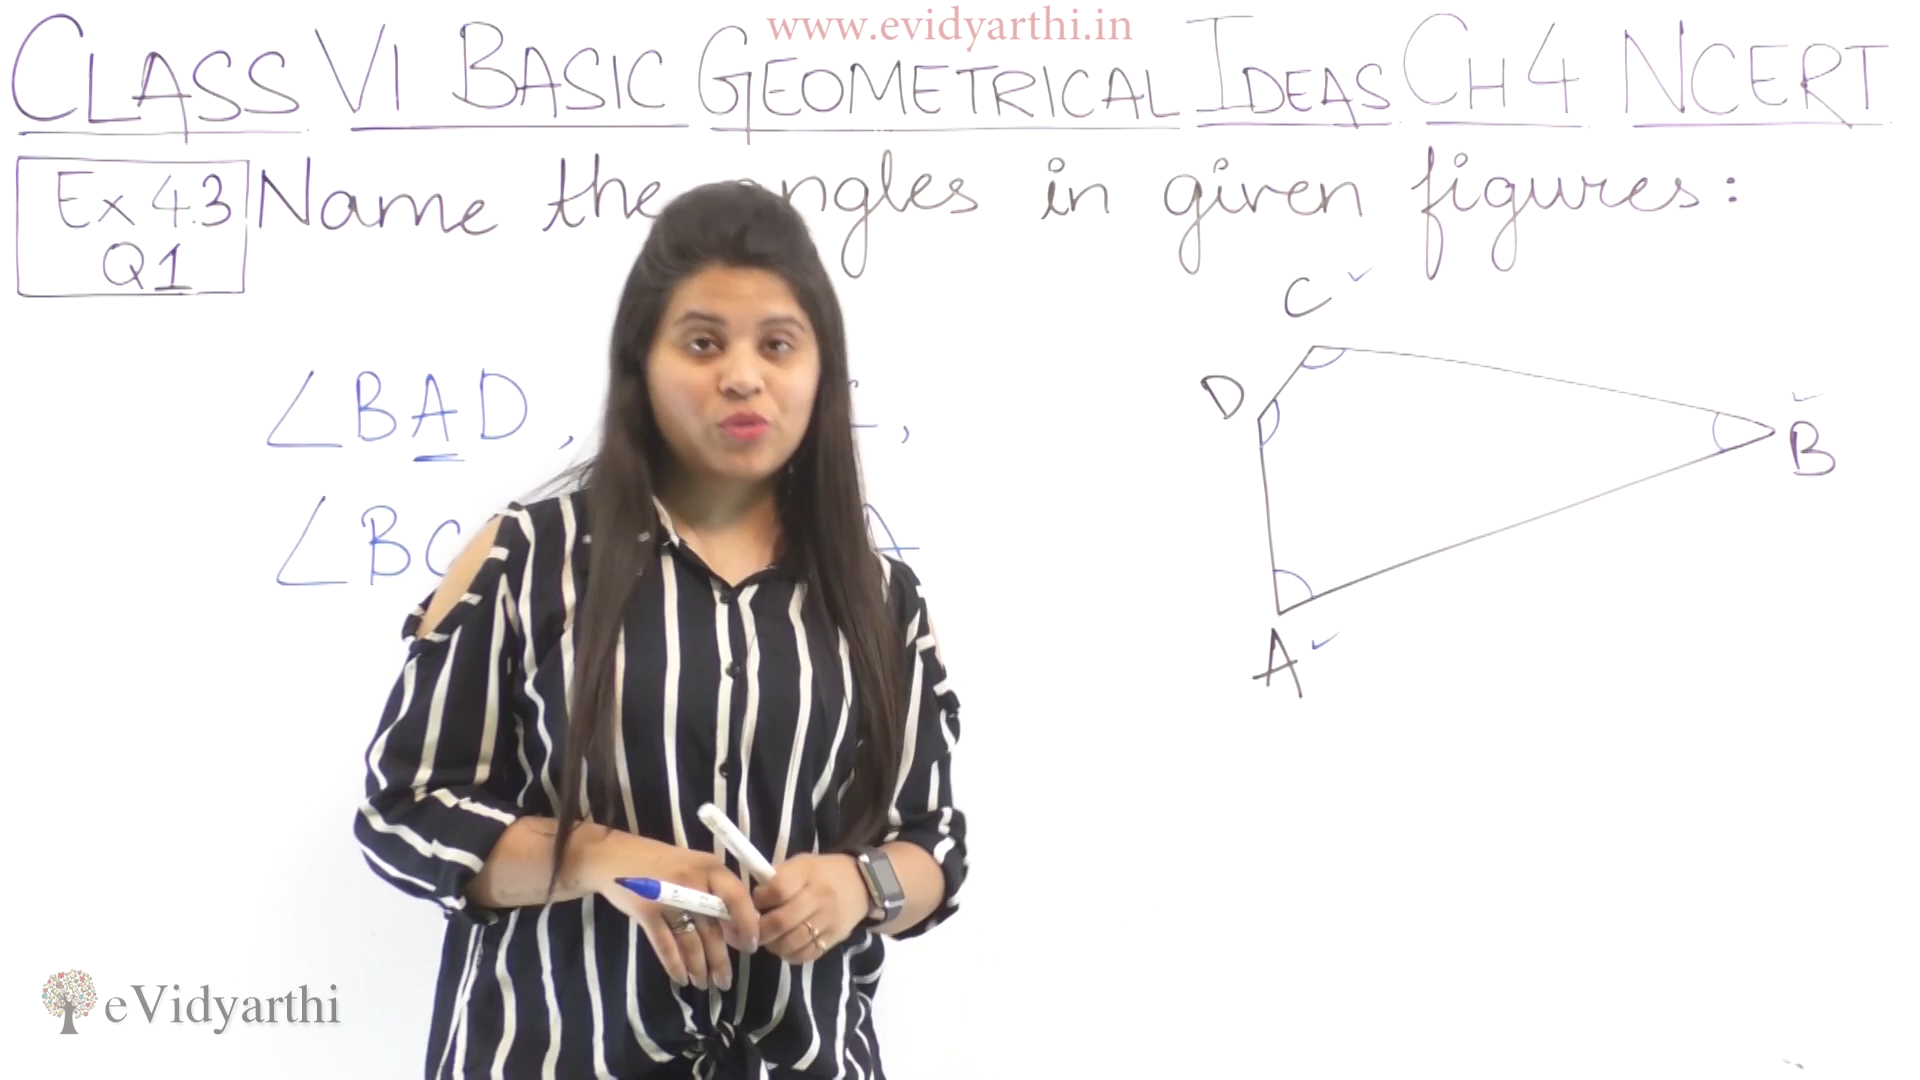 www.evidyarthi.in
CLASS VI BASIC GEOMETRICAL IDEAS CH 4 NCERT
Ex 4.3 Name the angles in given figures:
Q1
C
D
∠BAD, ,
B
∠BC A
A
eVidyarthi